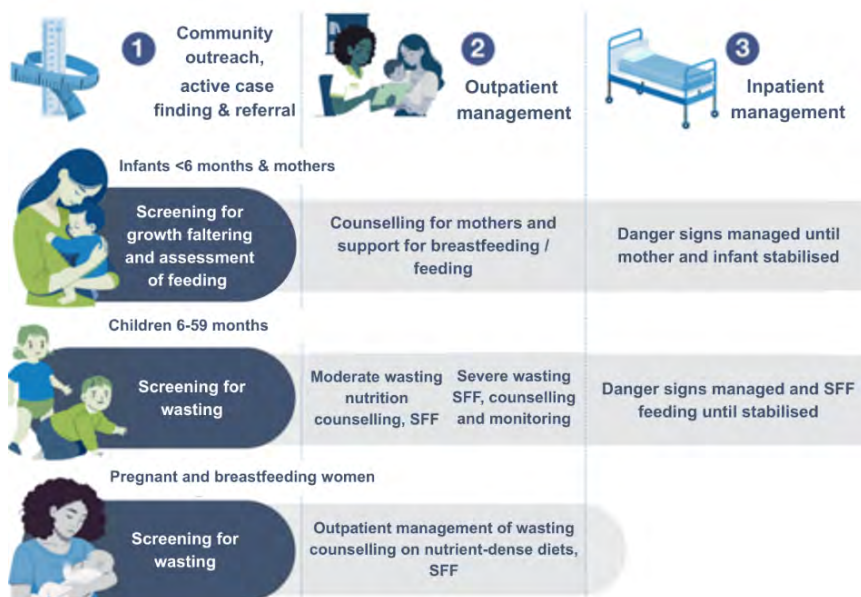 1
Community
outreach,
active case
finding & referral
2
Outpatient
management
3
Inpatient
management
Infants <6 months & mothers
Screening for
growth faltering
and assessment
of feeding
Counselling for mothers and
support for breastfeeding /
feeding
Danger signs managed until
mother and infant stabilised
Children 6-59 months
Screening for
wasting
Moderate wasting
nutrition
counselling, SFF
Severe wasting
SFF, counselling
and monitoring
Danger signs managed and SFF
feeding until stabilised
Pregnant and breastfeeding women
Screening for
wasting
Outpatient management of wasting
counselling on nutrient-dense diets,
SFF